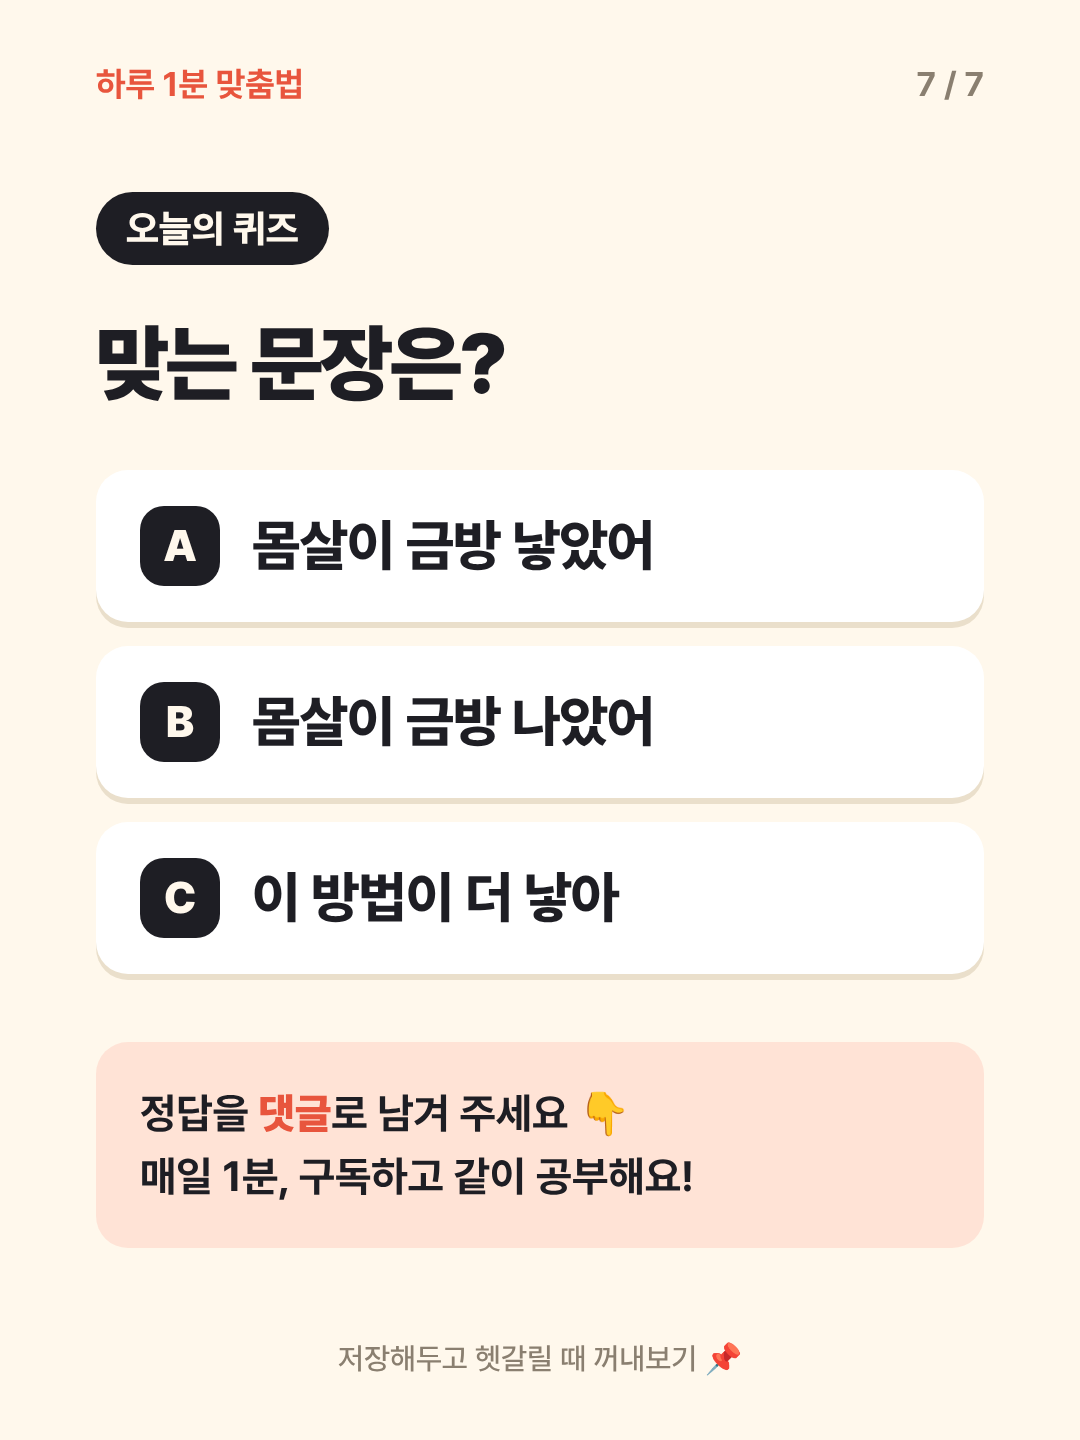 하루 1분 맞춤법
7 / 7
오늘의 퀴즈
맞는 문장은?
A 몸살이 금방 낳았어
B 몸살이 금방 나았어
C 이 방법이 더 낳아
정답을 댓글로 남겨 주세요 👇
매일 1분, 구독하고 같이 공부해요!
저장해두고 헷갈릴 때 꺼내보기 📌